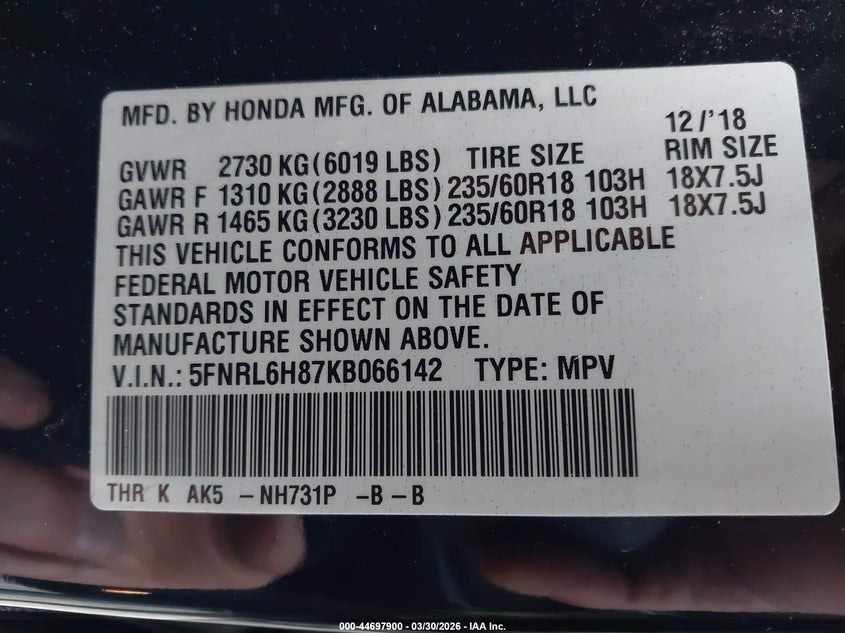 MFD. BY HONDA MFG. OF ALABAMA, LLC
12/'18
GVWR 2730 KG(6019 LBS) TIRE SIZE RIM SIZE
GAWR F 1310 KG(2888 LBS) 235/60R18 103H 18X7.5J
GAWR R 1465 KG(3230 LBS) 235/60R18 103H 18X7.5J
THIS VEHICLE CONFORMS TO ALL APPLICABLE
FEDERAL MOTOR VEHICLE SAFETY
STANDARDS IN EFFECT ON THE DATE OF
MANUFACTURE SHOWN ABOVE.
V.I.N.: 5FNRL6H87KB066142 TYPE: MPV
THR K AK5 -NH731P -B -B
000-44697900 - 03/30/2026 - IAA Inc.